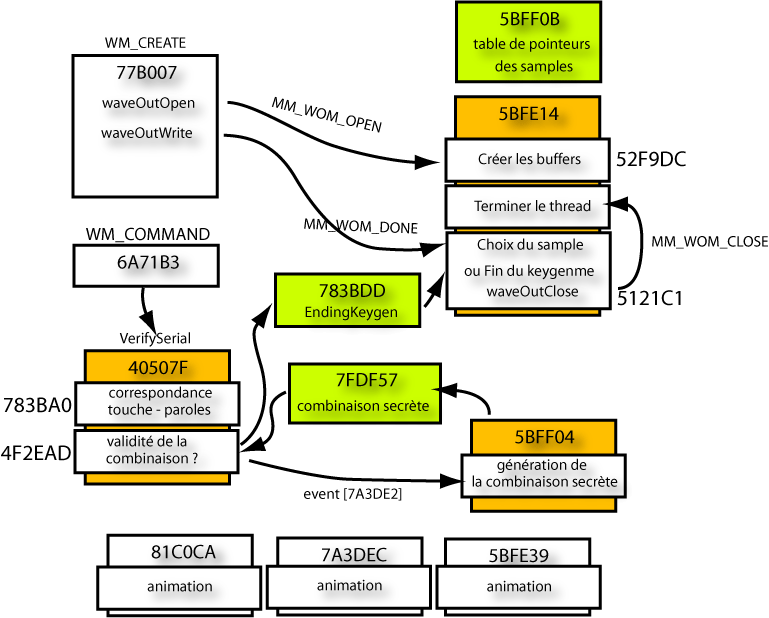 WM_CREATE
77B007
waveOutOpen
waveOutWrite
MM_WOM_OPEN
MM_WOM_DONE
5BFF0B
table de pointeurs
des samples
5BFE14
Créer les buffers
52F9DC
Terminer le thread
MM_WOM_CLOSE
Choix du sample
ou Fin du keygenme
waveOutClose
5121C1
WM_COMMAND
6A71B3
783BDD
EndingKeygen
VerifySerial
40507F
correspondance
touche - paroles
783BA0
validité de la
combinaison ?
4F2EAD
7FDF57
combinaison secrète
5BFF04
génération de
la combinaison secrète
event [7A3DE2]
81C0CA
animation
7A3DEC
animation
5BFE39
animation